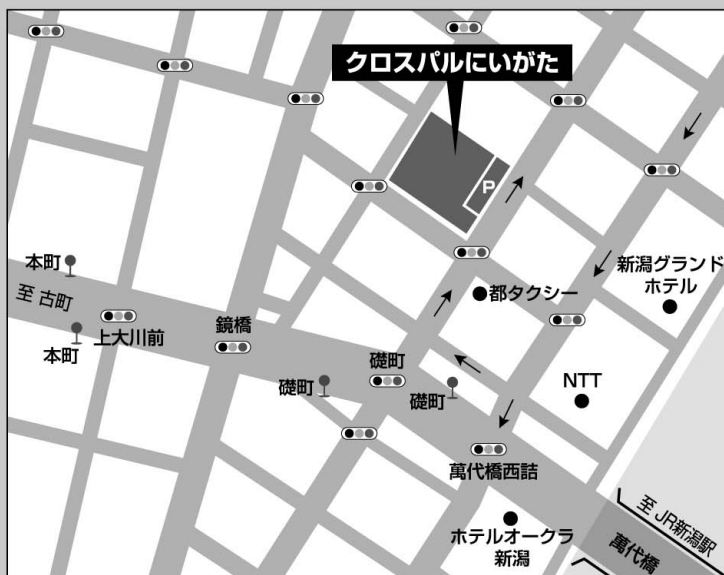 クロスパルにいがた
P
本町
至 古町
上大川前
本町
鏡橋
礎町
礎町
礎町
都タクシー
新潟グランド
ホテル
NTT
萬代橋西詰
ホテルオークラ
新潟
至 JR新潟駅
萬代橋